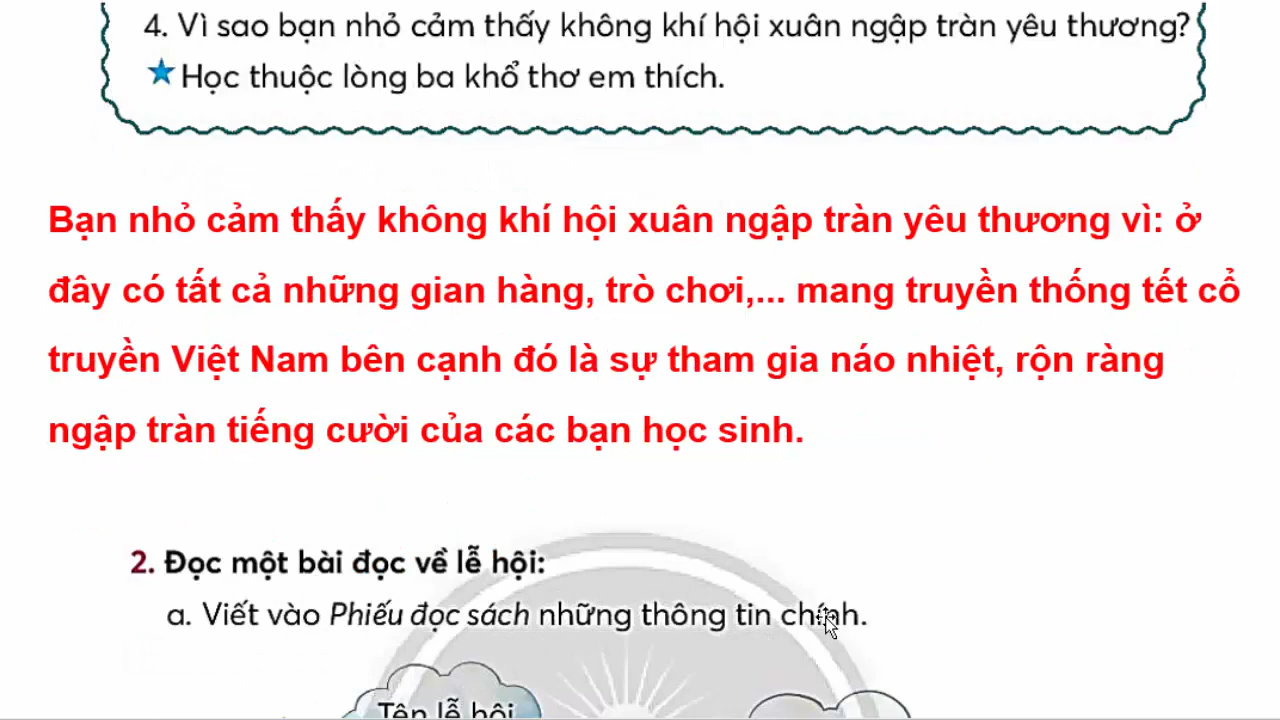 4. Vì sao bạn nhỏ cảm thấy không khí hội xuân ngập tràn yêu thương?
Học thuộc lòng ba khổ thơ em thích.
Bạn nhỏ cảm thấy không khí hội xuân ngập tràn yêu thương vì: ở
đây có tất cả những gian hàng, trò chơi,... mang truyền thống tết cổ
truyền Việt Nam bên cạnh đó là sự tham gia náo nhiệt, rộn ràng
ngập tràn tiếng cười của các bạn học sinh.
2. Đọc một bài đọc về lễ hội:
a. Viết vào Phiếu đọc sách những thông tin chính.
Tên lễ hội